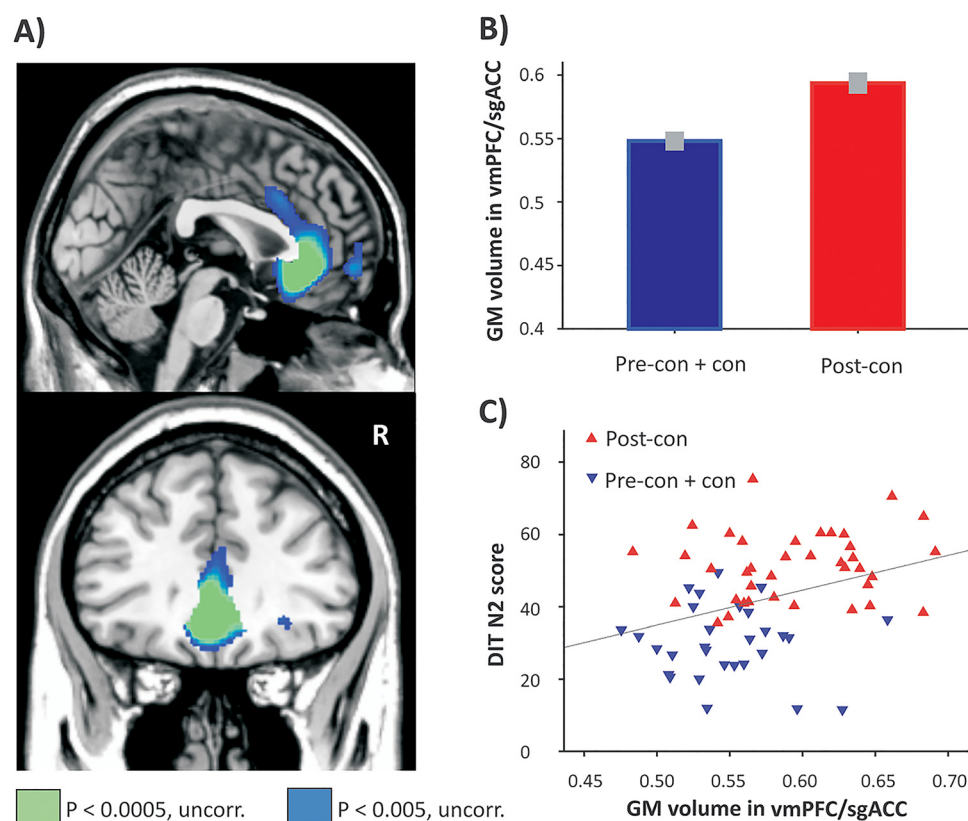 A)
R
P < 0.0005, uncorr.
P < 0.005, uncorr.
B)
GM volume in vmPFC/sgACC
0.6
0.55
0.5
0.45
0.4
Pre-con + con
Post-con
C)
Post-con
Pre-con + con
DIT N2 score
80
60
40
20
0
0.45
0.50
0.55
0.60
0.65
0.70
GM volume in vmPFC/sgACC